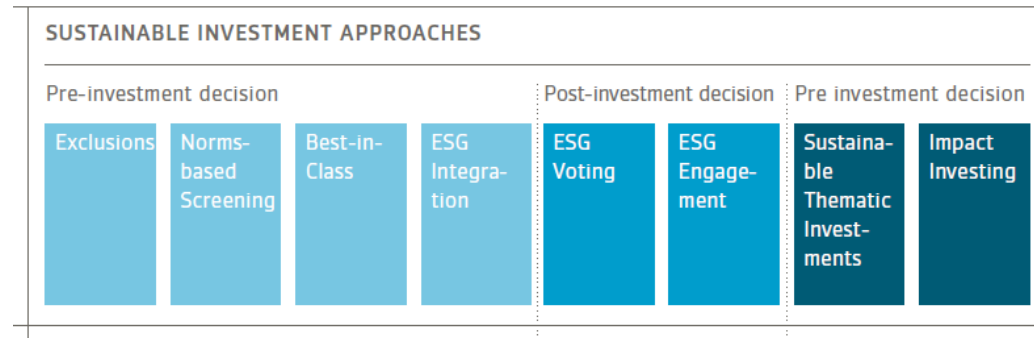 SUSTAINABLE INVESTMENT APPROACHES
Pre-investment decision
Post-investment decision
Pre investment decision
Exclusions
Norms-
based
Screening
Best-in-
Class
ESG
Integra-
tion
ESG
Voting
ESG
Engage-
ment
Sustaina-
ble
Thematic
Invest-
ments
Impact
Investing